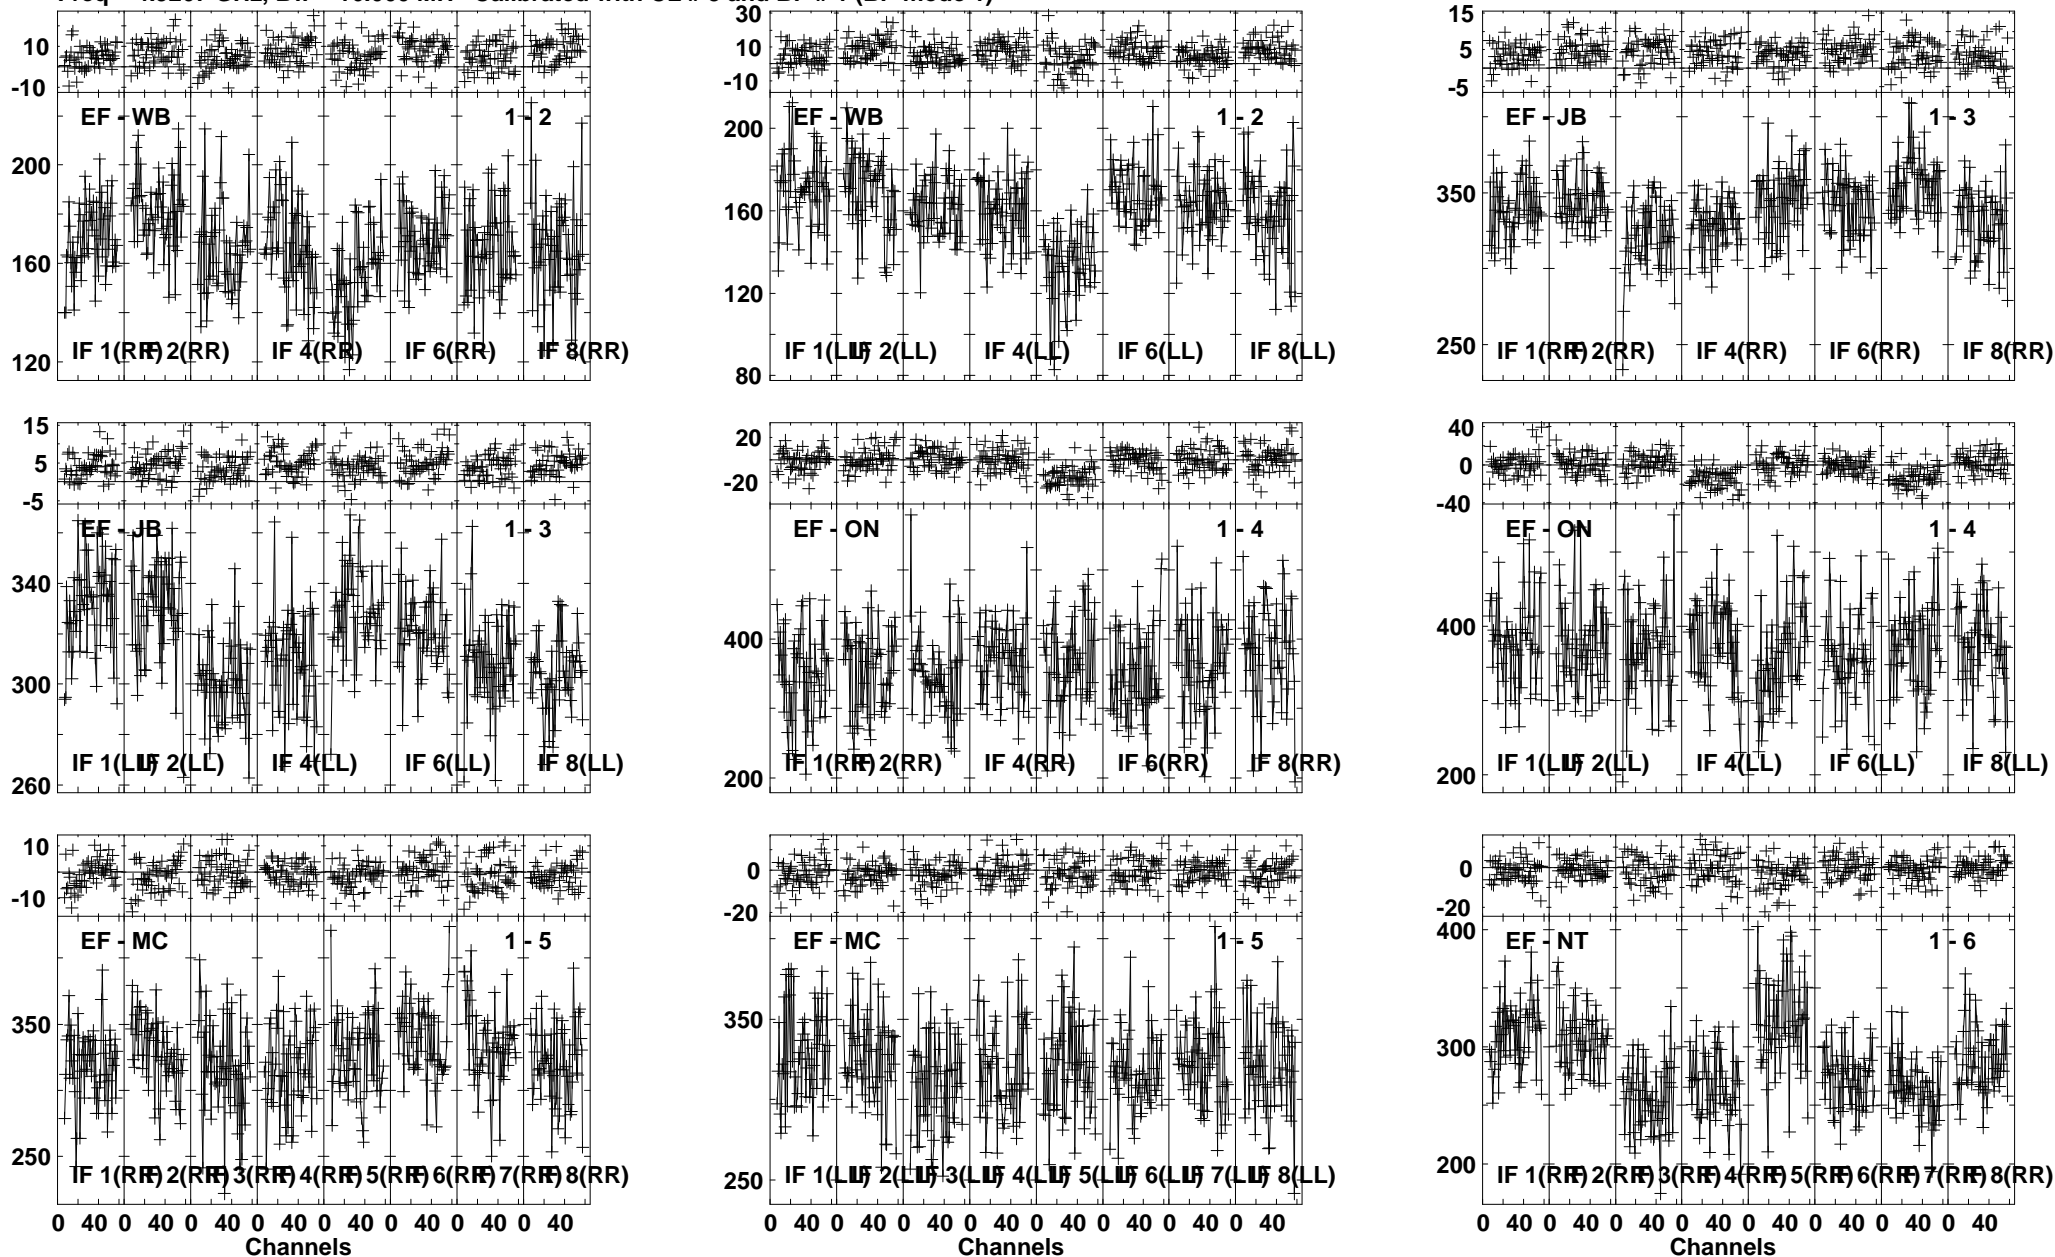 30
15
10
10
5
-10
-10
-5
EF - WB 1 - 2
EF - WB 1 - 2
EF - JB 1 - 3
200
160
120
200
160
120
80
350
250
IF 1(RR) IF 2(RR) IF 4(RR) IF 6(RR) IF 8(RR)
IF 1(LL) IF 2(LL) IF 4(LL) IF 6(LL) IF 8(LL)
IF 1(RR) IF 2(RR) IF 4(RR) IF 6(RR) IF 8(RR)
15
5
-5
20
-20
40
0
-40
EF - JB 1 - 3
EF - ON 1 - 4
EF - ON 1 - 4
340
300
260
400
200
400
200
IF 1(LL) IF 2(LL) IF 4(LL) IF 6(LL) IF 8(LL)
IF 1(RR) IF 2(RR) IF 4(RR) IF 6(RR) IF 8(RR)
IF 1(LL) IF 2(LL) IF 4(LL) IF 6(LL) IF 8(LL)
10
-10
0
-20
0
-20
EF - MC 1 - 5
EF - MC 1 - 5
EF - NT 1 - 6
350
250
350
250
400
300
200
IF 1(RR) IF 2(RR) IF 3(RR) IF 4(RR) IF 5(RR) IF 6(RR) IF 7(RR) IF 8(RR)
IF 1(LL) IF 2(LL) IF 3(LL) IF 4(LL) IF 5(LL) IF 6(LL) IF 7(LL) IF 8(LL)
IF 1(RR) IF 2(RR) IF 3(RR) IF 4(RR) IF 5(RR) IF 6(RR) IF 7(RR) IF 8(RR)
0 40 0 40 0 40 0 40 0 40 0 40 0 40 0 40
0 40 0 40 0 40 0 40 0 40 0 40 0 40 0 40
0 40 0 40 0 40 0 40 0 40 0 40 0 40 0 40
Channels
Channels
Channels